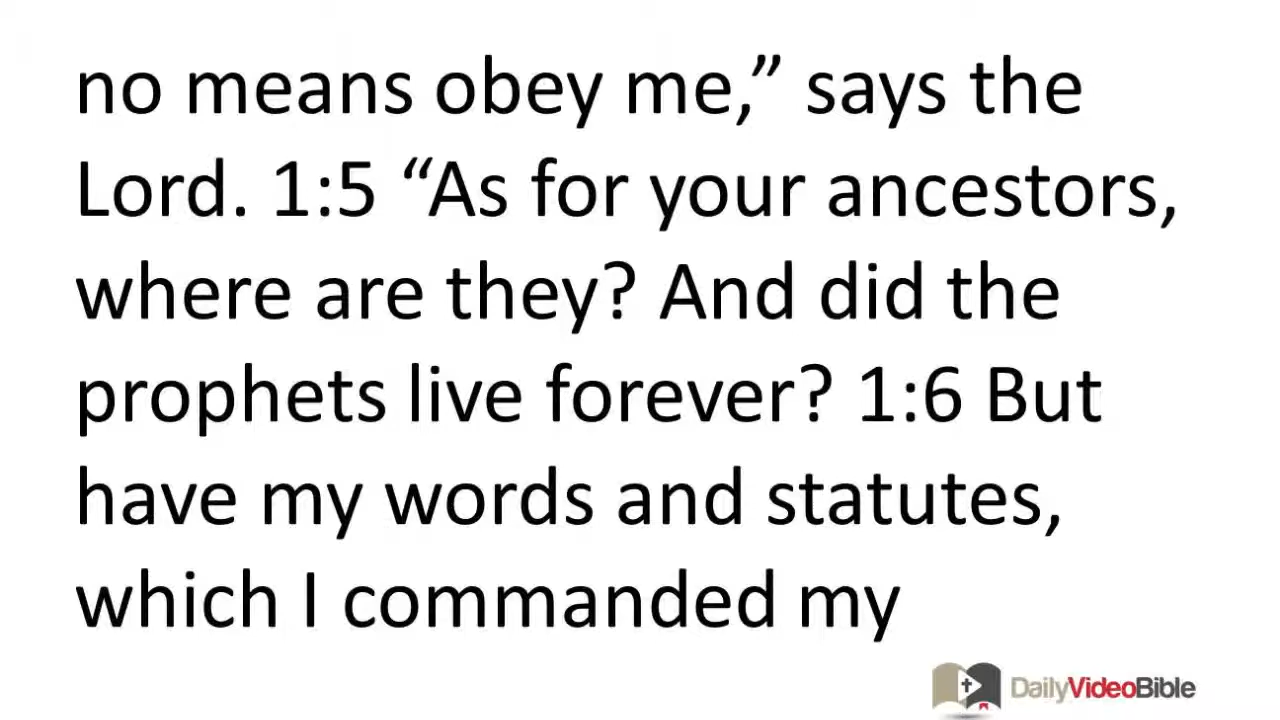 no means obey me,” says the
Lord. 1:5 “As for your ancestors,
where are they? And did the
prophets live forever? 1:6 But
have my words and statutes,
which I commanded my
DailyVideoBible